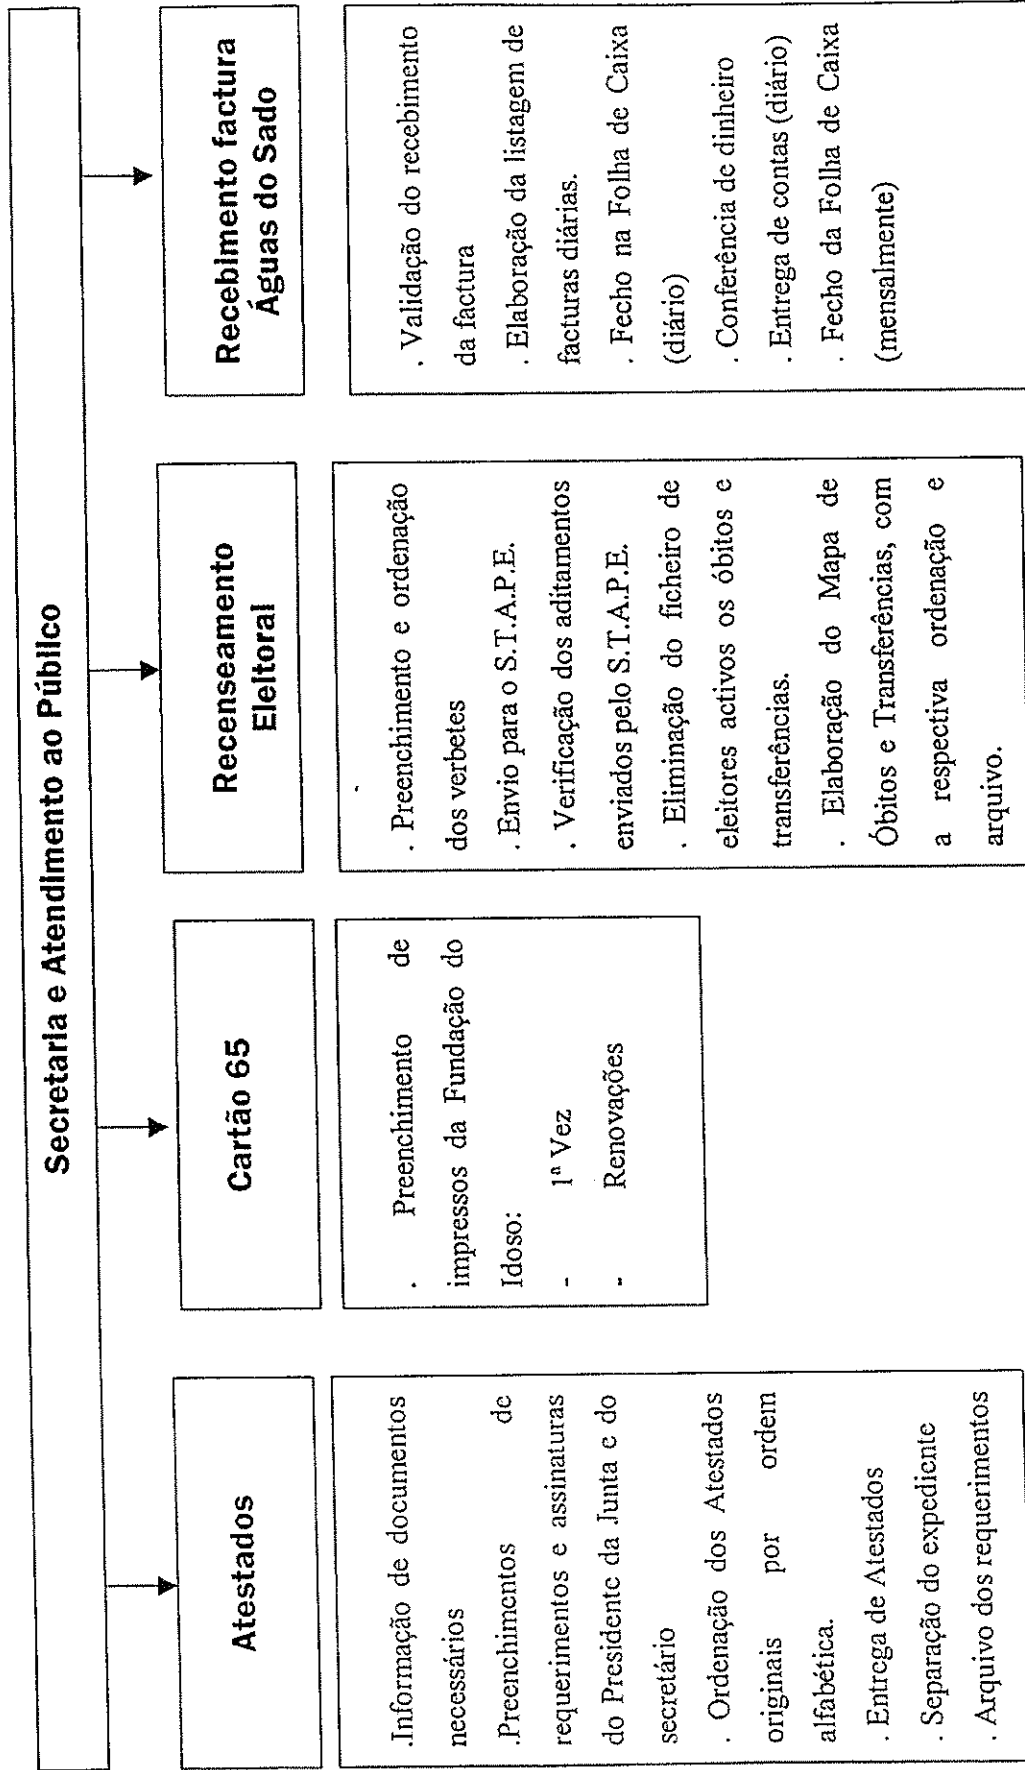 Secretaria e Atendimento ao Público
Atestados
.Informação de documentos
necessários
.Preenchimentos de
requerimentos e assinaturas
do Presidente da Junta e do
secretário
. Ordenação dos Atestados
originais por ordem
alfabética.
. Entrega de Atestados
. Separação do expediente
. Arquivo dos requerimentos
Cartão 65
. Preenchimento de
impressos da Fundação do
Idoso:
- 1ª Vez
- Renovações
Recenseamento
Eleitoral
. Preenchimento e ordenação
dos verbetes
. Envio para o S.T.A.P.E.
. Verificação dos aditamentos
enviados pelo S.T.A.P.E.
. Eliminação do ficheiro de
eleitores activos os óbitos e
transferências.
. Elaboração do Mapa de
Óbitos e Transferências, com
a respectiva ordenação e
arquivo.
Recebimento factura
Águas do Sado
. Validação do recebimento
da factura
. Elaboração da listagem de
facturas diárias.
. Fecho na Folha de Caixa
(diário)
. Conferência de dinheiro
. Entrega de contas (diário)
. Fecho da Folha de Caixa
(mensalmente)